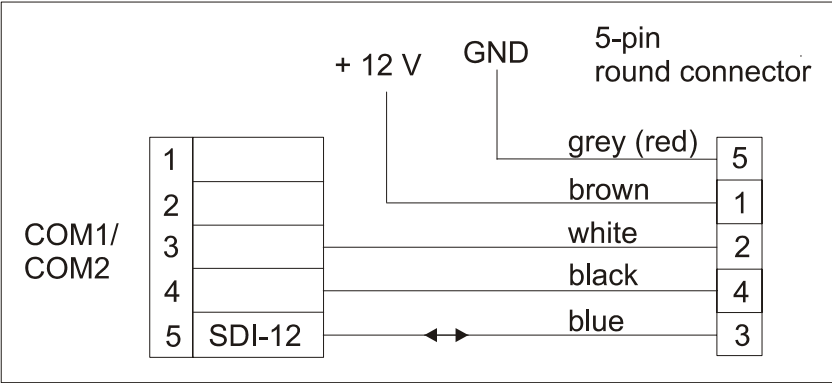 + 12 V
GND
5-pin
round connector
COM1/
COM2
1
2
3
4
5 SDI-12
grey (red) 5
brown 1
white 2
black 4
blue 3